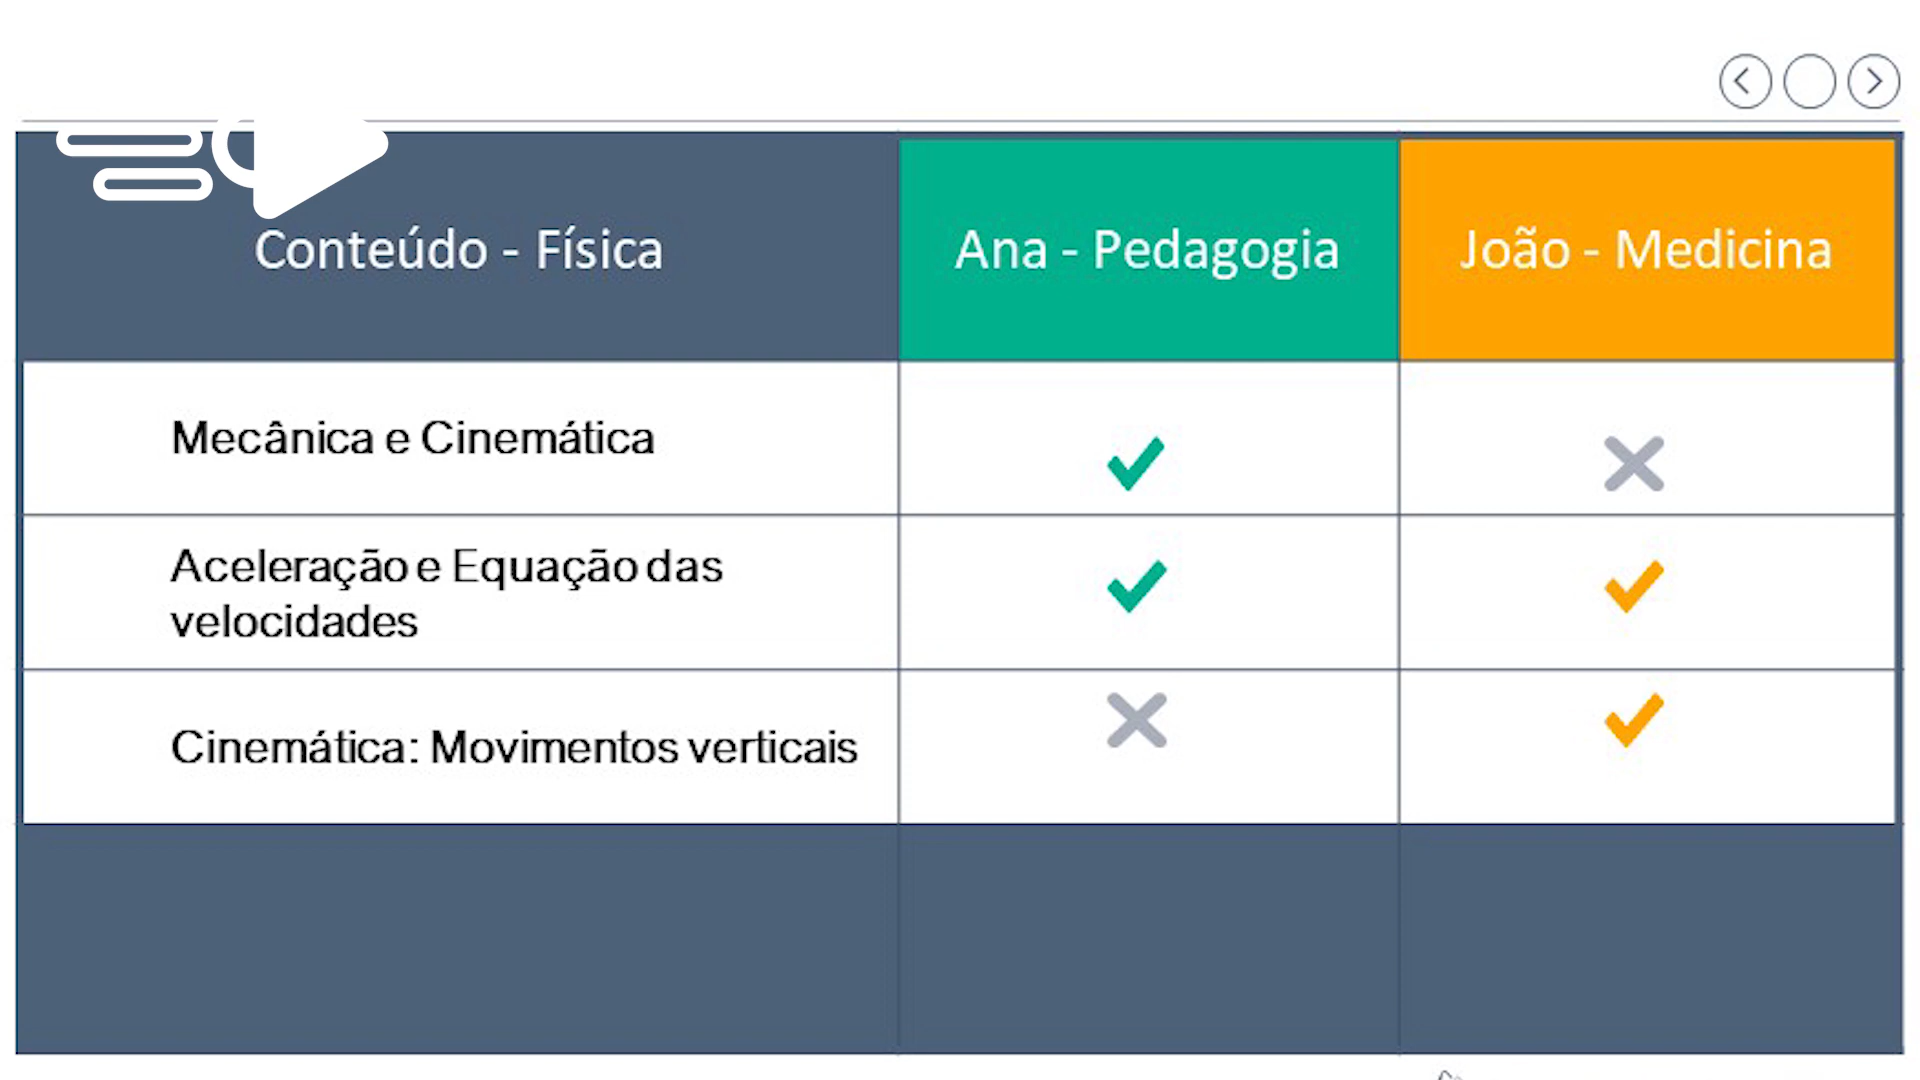 Conteúdo - Física
Ana - Pedagogia
João - Medicina
Mecânica e Cinemática
Aceleração e Equação das
velocidades
Cinemática: Movimentos verticais